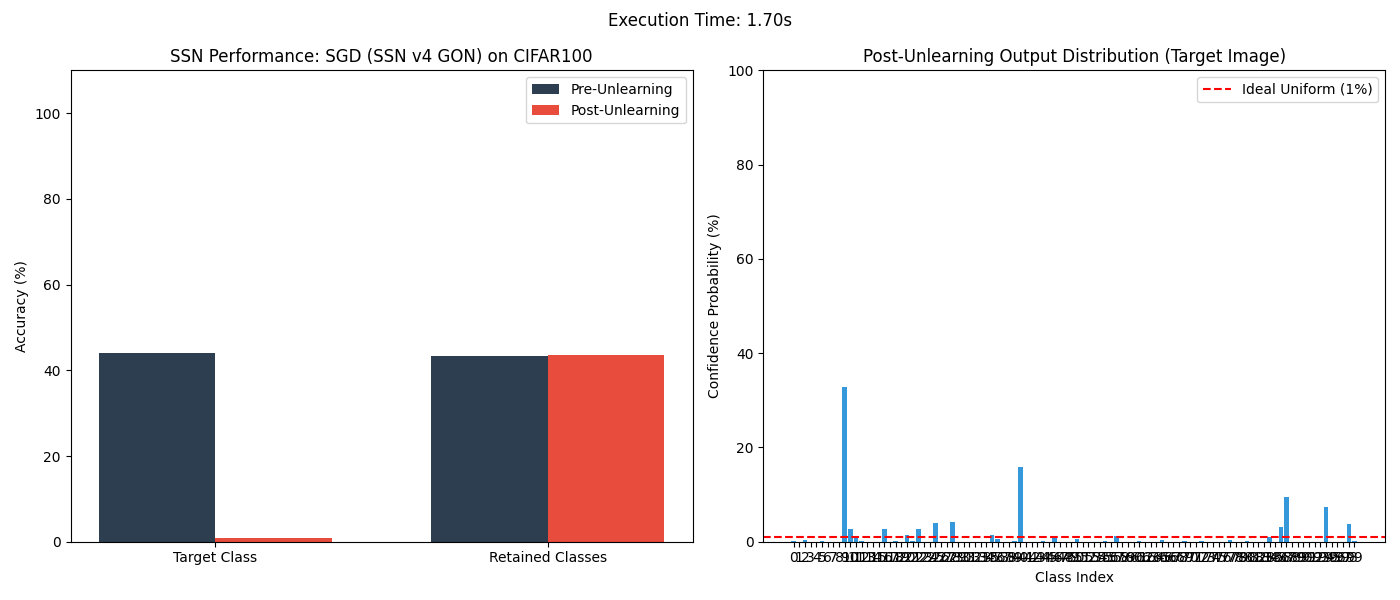 Execution Time: 1.70s
SSN Performance: SGD (SSN v4 GON) on CIFAR100
Pre-Unlearning
Post-Unlearning
Accuracy (%)
100
80
60
40
20
0
Target Class
Retained Classes
Post-Unlearning Output Distribution (Target Image)
Ideal Uniform (1%)
Confidence Probability (%)
100
80
60
40
20
0
Class Index